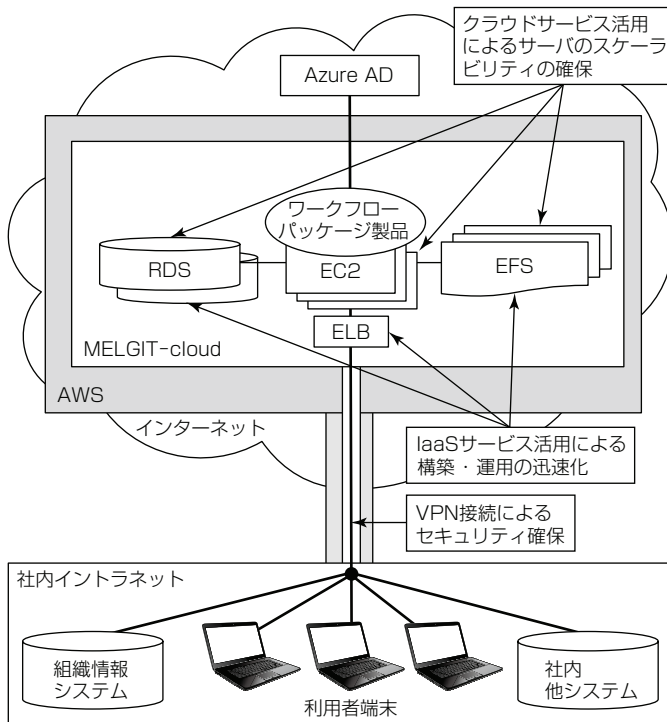 クラウドサービス活用
によるサーバのスケーラ
ビリティの確保
Azure AD
ワークフロー
パッケージ製品
RDS
EC2
EFS
ELB
MELGIT-cloud
AWS
インターネット
IaaSサービス活用による
構築・運用の迅速化
VPN接続による
セキュリティ確保
社内イントラネット
組織情報
システム
利用者端末
社内
他システム